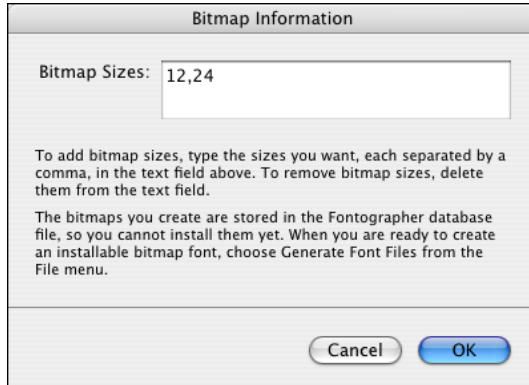 Bitmap Information
Bitmap Sizes: 12,24
To add bitmap sizes, type the sizes you want, each separated by a
comma, in the text field above. To remove bitmap sizes, delete
them from the text field.
The bitmaps you create are stored in the Fontographer database
file, so you cannot install them yet. When you are ready to create
an installable bitmap font, choose Generate Font Files from the
File menu.
Cancel OK